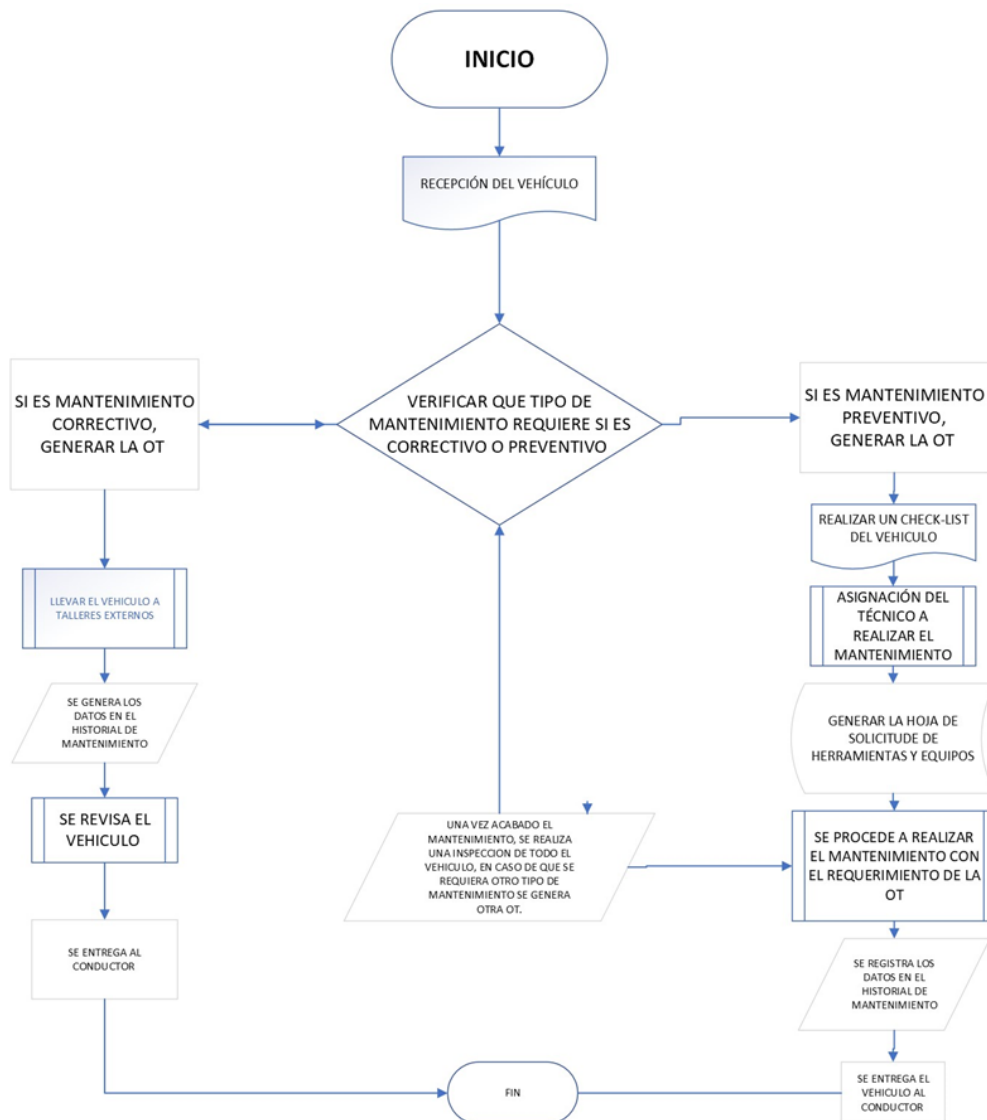 INICIO
RECEPCIÓN DEL VEHÍCULO
VERIFICAR QUE TIPO DE
MANTENIMIENTO REQUIERE SI ES
CORRECTIVO O PREVENTIVO
SI ES MANTENIMIENTO
CORRECTIVO,
GENERAR LA OT
LLEVAR EL VEHICULO A
TALLERES EXTERNOS
SE GENERA LOS
DATOS EN EL
HISTORIAL DE
MANTENIMIENTO
SE REVISA EL
VEHICULO
SE ENTREGA AL
CONDUCTOR
SI ES MANTENIMIENTO
PREVENTIVO,
GENERAR LA OT
REALIZAR UN CHECK-LIST
DEL VEHICULO
ASIGNACIÓN DEL
TÉCNICO A
REALIZAR EL
MANTENIMIENTO
GENERAR LA HOJA DE
SOLICITUDE DE
HERRAMIENTAS Y EQUIPOS
SE PROCEDE A REALIZAR
EL MANTENIMIENTO CON
EL REQUERIMIENTO DE LA
OT
UNA VEZ ACABADO EL
MANTENIMIENTO, SE REALIZA
UNA INSPECCION DE TODO EL
VEHICULO, EN CASO DE QUE SE
REQUIERA OTRO TIPO DE
MANTENIMIENTO SE GENERA
OTRA OT.
SE REGISTRA LOS
DATOS EN EL
HISTORIAL DE
MANTENIMIENTO
SE ENTREGA EL
VEHICULO AL
CONDUCTOR
FIN